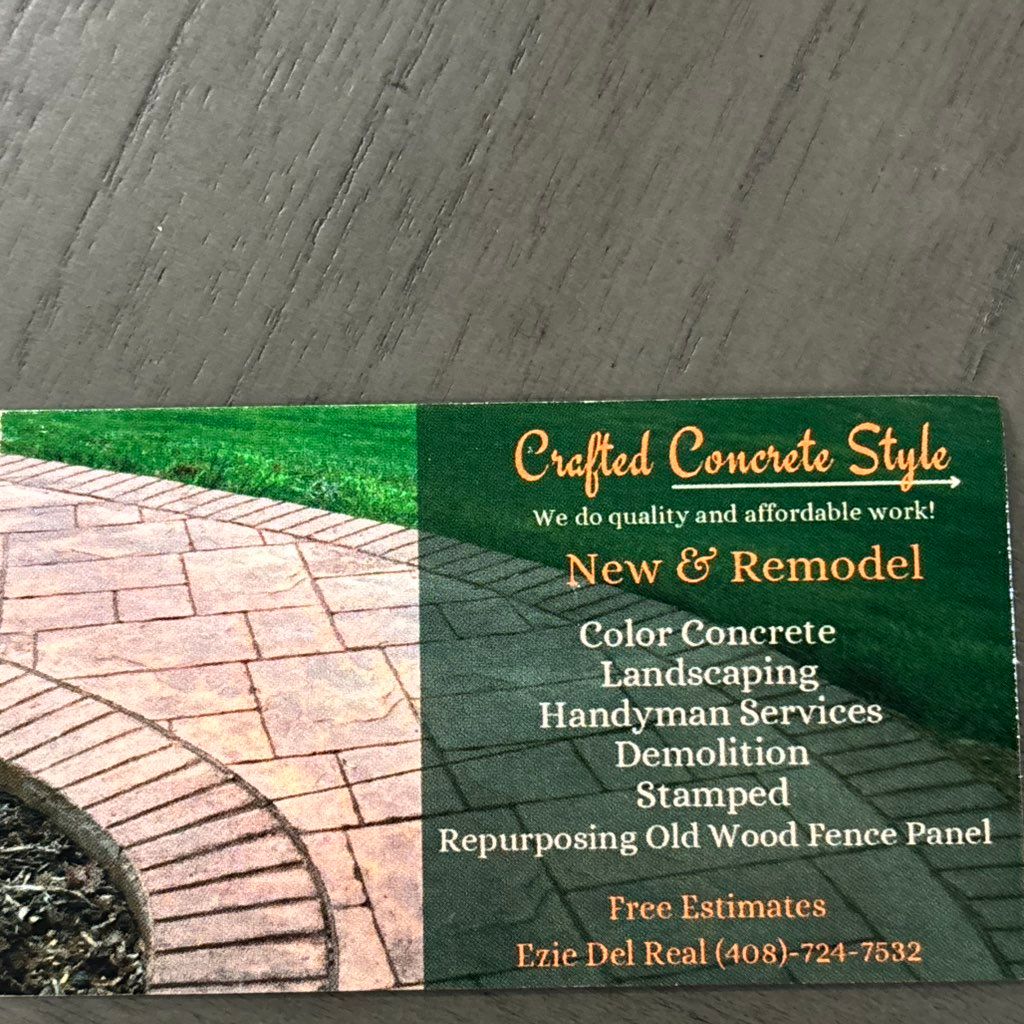 Crafted Concrete Style
We do quality and affordable work!
New & Remodel
Color Concrete
Landscaping
Handyman Services
Demolition
Stamped
Repurposing Old Wood Fence Panel
Free Estimates
Ezie Del Real (408)-724-7532